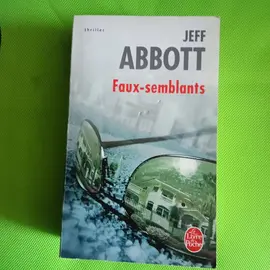 thriller
JEFF
ABBOTT
Faux-semblants
Le Livre
de Poche